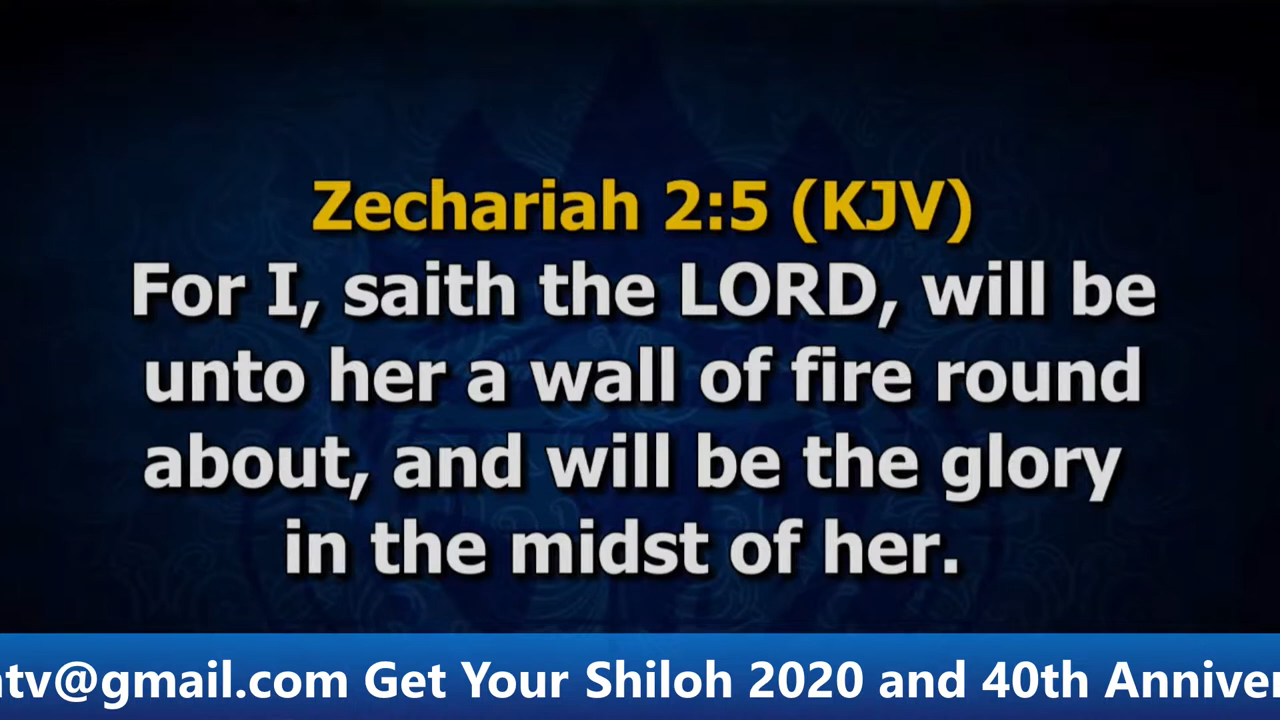 Zechariah 2:5 (KJV)
For I, saith the LORD, will be
unto her a wall of fire round
about, and will be the glory
in the midst of her.
tv@gmail.com Get Your Shiloh 2020 and 40th